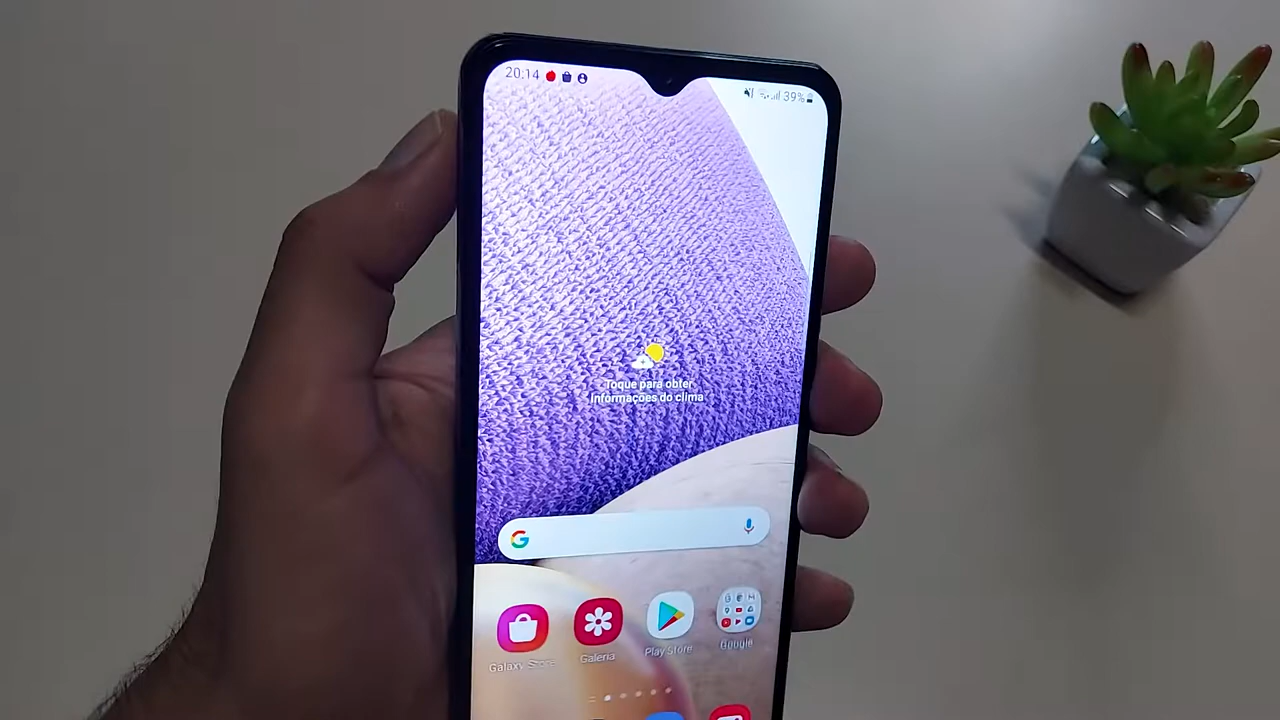 20:14
39%
Toque para obter
informações do clima
G
Galaxy Store
Galeria
Play Store
Google